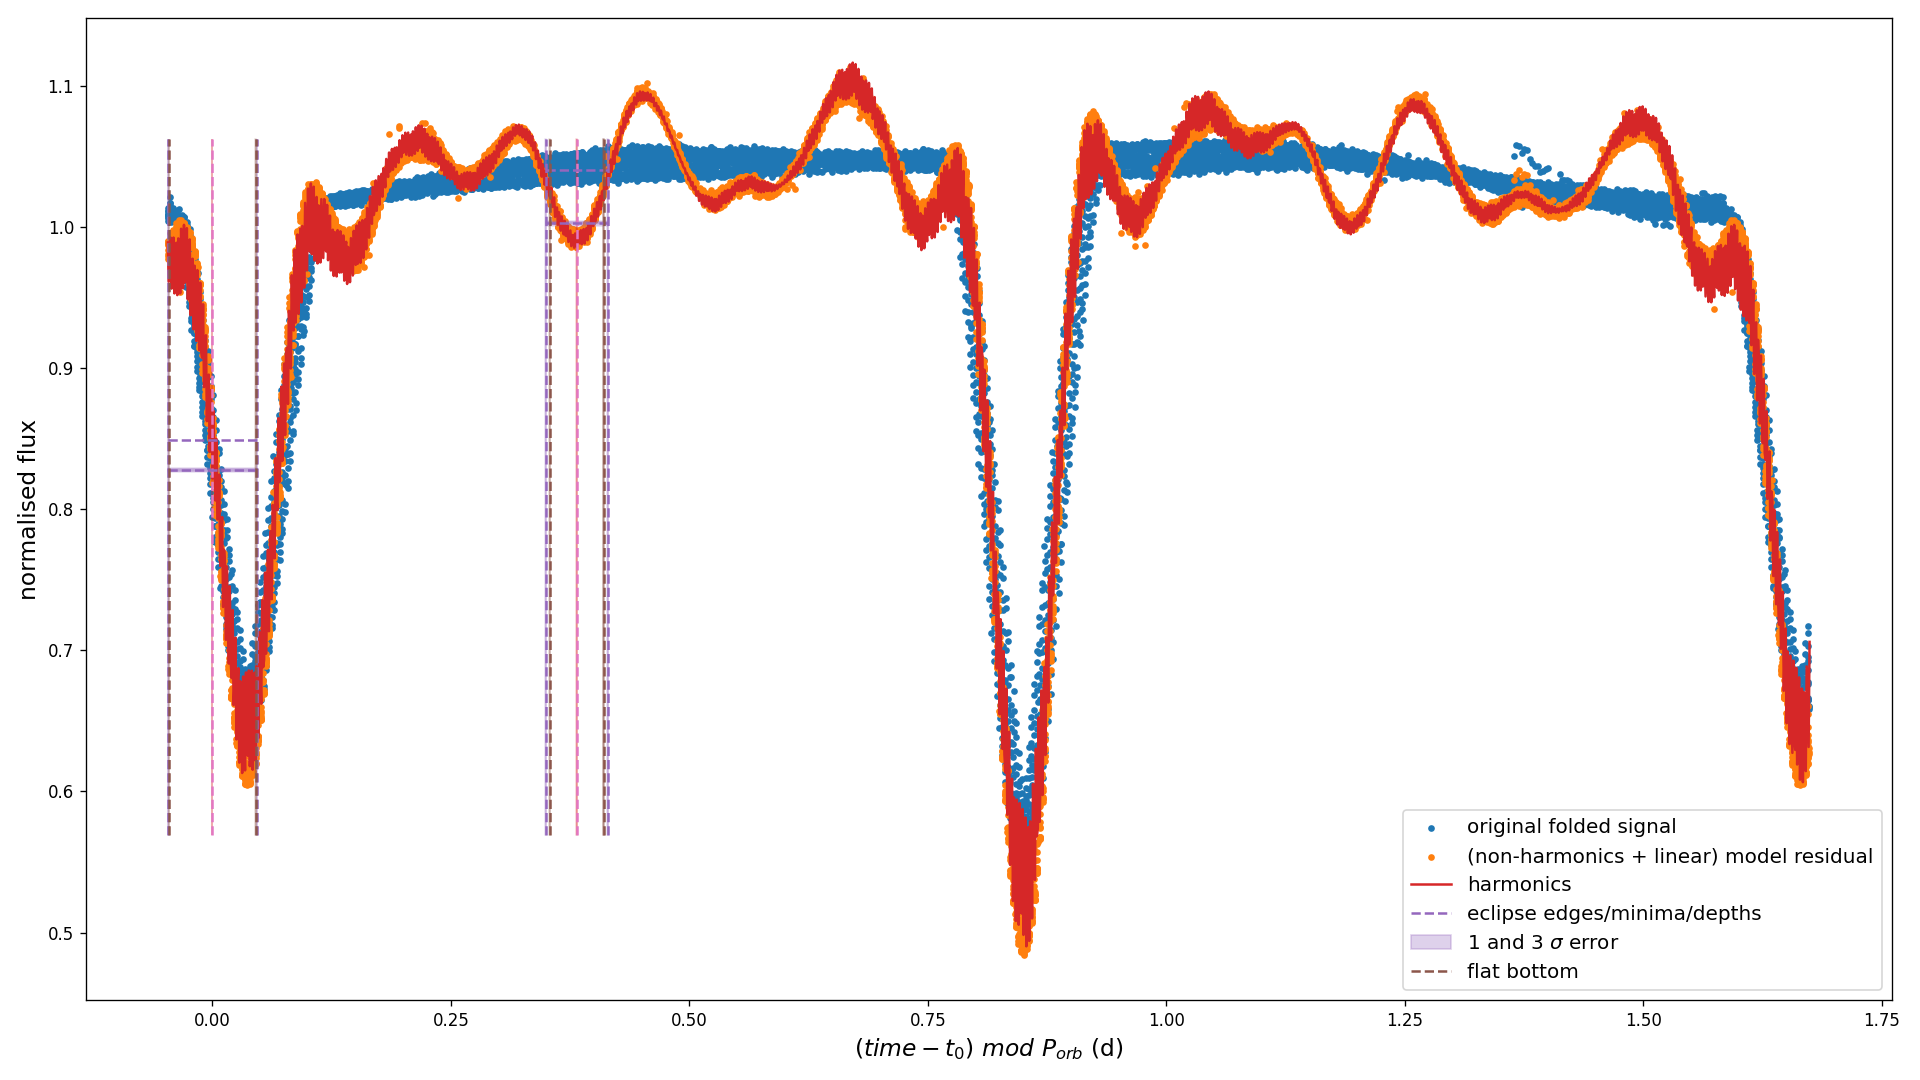 normalised flux
1.1
1.0
0.9
0.8
0.7
0.6
0.5
original folded signal
(non-harmonics + linear) model residual
harmonics
eclipse edges/minima/depths
1 and 3 σ error
flat bottom
0.00 0.25 0.50 0.75 1.00 1.25 1.50 1.75
(time − t₀) mod P_orb (d)